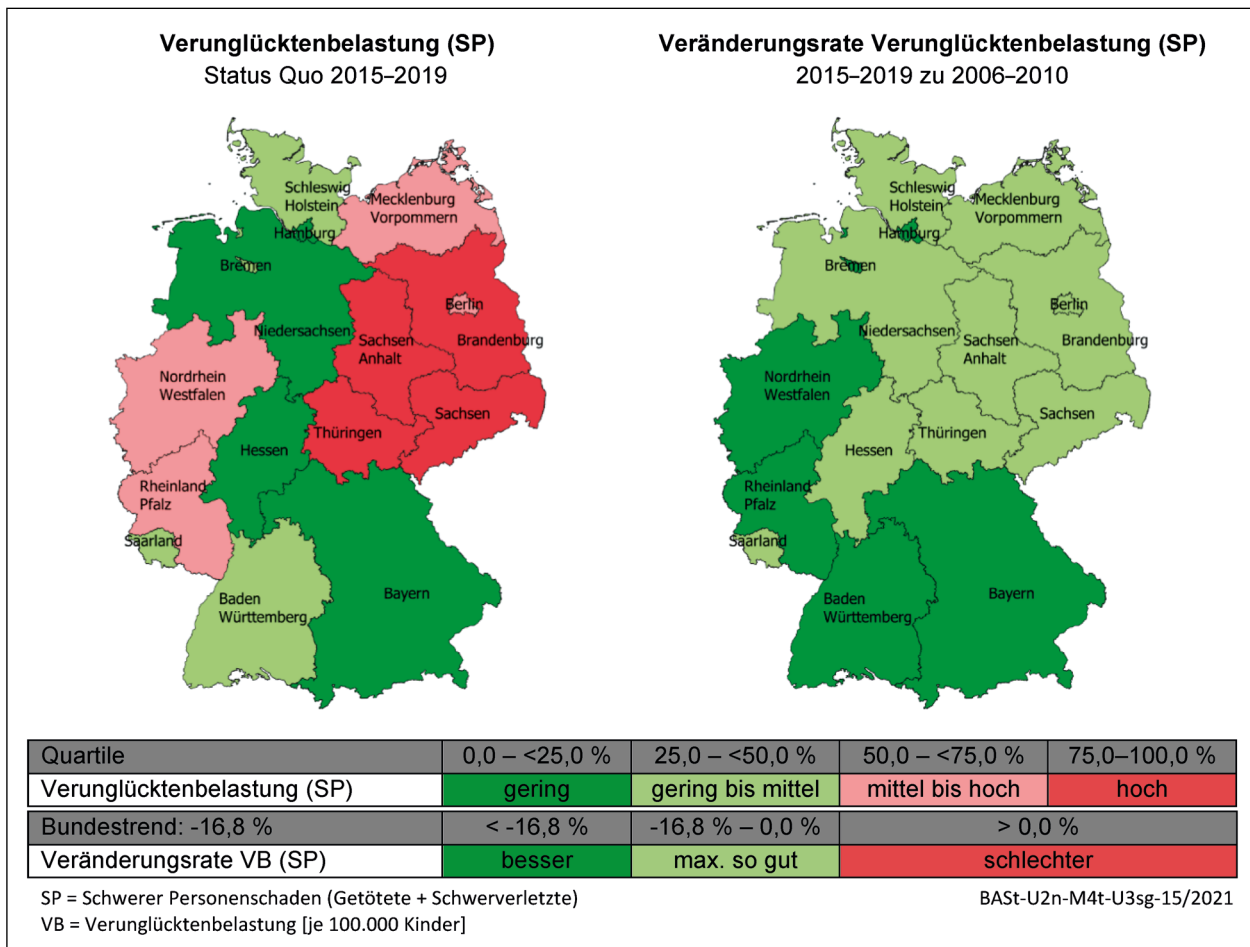 Verunglücktenbelastung (SP)
Status Quo 2015–2019
Veränderungsrate Verunglücktenbelastung (SP)
2015–2019 zu 2006–2010
Schleswig
Holstein
Mecklenburg
Vorpommern
Hamburg
Bremen
Berlin
Niedersachsen
Sachsen
Anhalt
Brandenburg
Nordrhein
Westfalen
Sachsen
Thüringen
Hessen
Rheinland
Pfalz
Saarland
Baden
Württemberg
Bayern
Schleswig
Holstein
Mecklenburg
Vorpommern
Hamburg
Bremen
Berlin
Niedersachsen
Sachsen
Anhalt
Brandenburg
Nordrhein
Westfalen
Sachsen
Thüringen
Hessen
Rheinland
Pfalz
Saarland
Baden
Württemberg
Bayern
Quartile 0,0 – <25,0 % 25,0 – <50,0 % 50,0 – <75,0 % 75,0–100,0 %
Verunglücktenbelastung (SP) gering gering bis mittel mittel bis hoch hoch
Bundestrend: -16,8 % < -16,8 % -16,8 % – 0,0 % > 0,0 %
Veränderungsrate VB (SP) besser max. so gut schlechter
SP = Schwerer Personenschaden (Getötete + Schwerverletzte)
BASt-U2n-M4t-U3sg-15/2021
VB = Verunglücktenbelastung [je 100.000 Kinder]